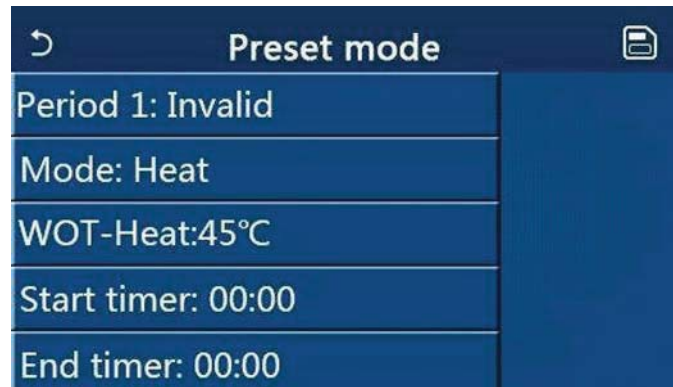 Preset mode
Period 1: Invalid
Mode: Heat
WOT-Heat:45℃
Start timer: 00:00
End timer: 00:00